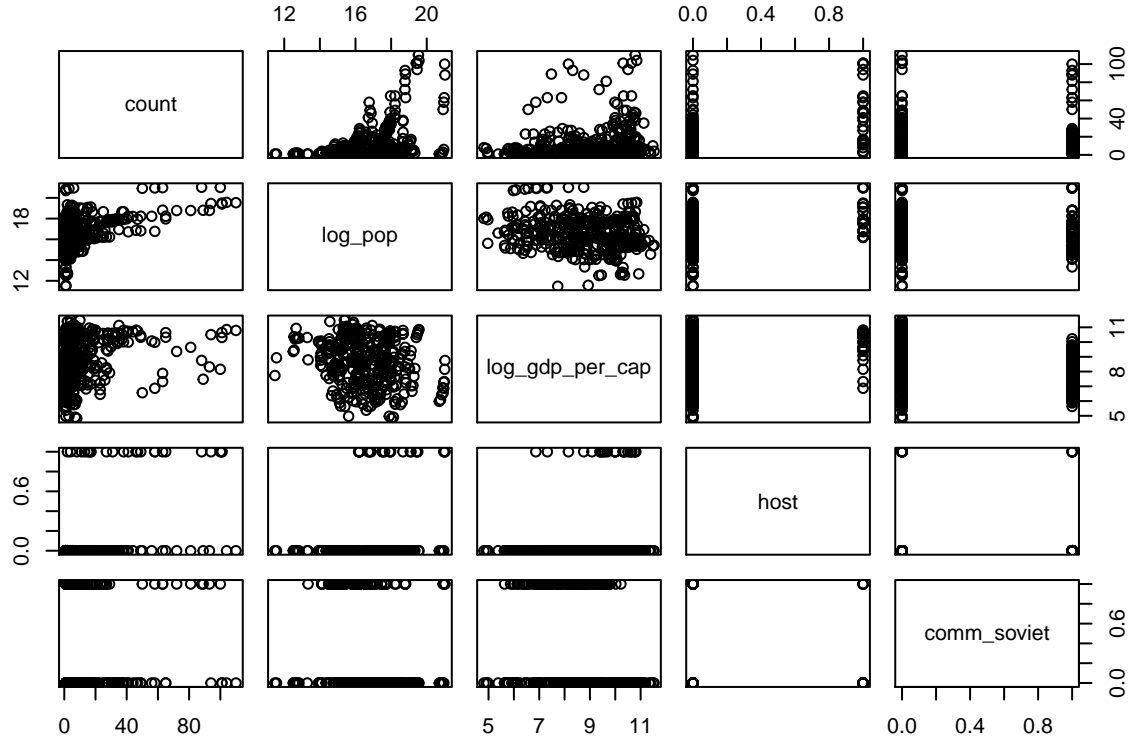 12 16 20 0.0 0.4 0.8
count 0 40 100
12 18 log_pop
log_gdp_per_cap 5 8 11
0.0 0.6 host
comm_soviet 0.0 0.6
0 40 80 5 7 9 11 0.0 0.4 0.8